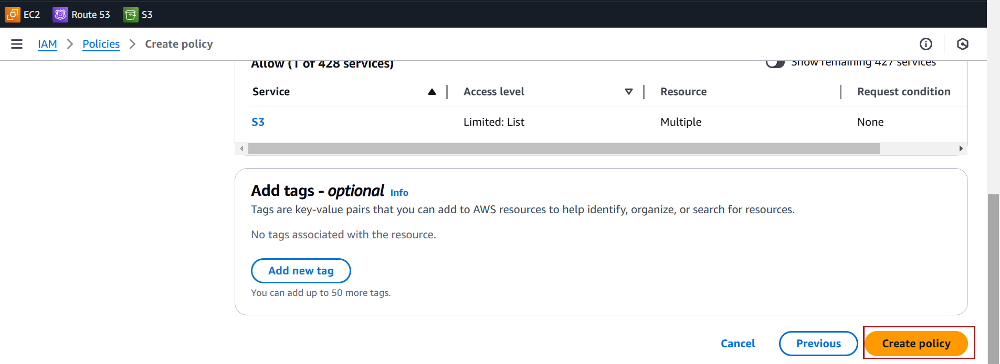 EC2 Route 53 S3
IAM Policies Create policy
Allow (1 of 428 services) Show remaining 427 services
Service Access level Resource Request condition
S3 Limited: List Multiple None
Add tags - optional Info
Tags are key-value pairs that you can add to AWS resources to help identify, organize, or search for resources.
No tags associated with the resource.
Add new tag
You can add up to 50 more tags.
Cancel Previous Create policy